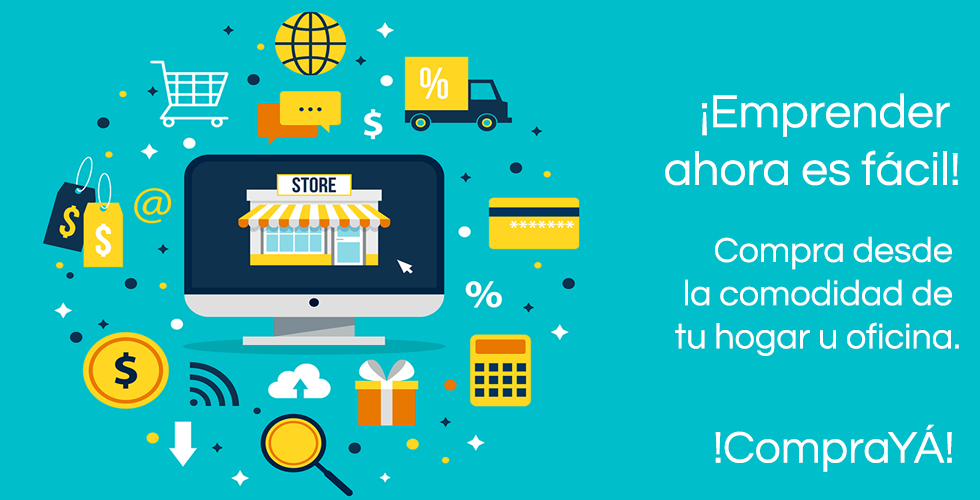 %
$
STORE
$
$
@
*******
%
$
¡Emprender
ahora es fácil!
Compra desde
la comodidad de
tu hogar u oficina.
!CompraYÁ!